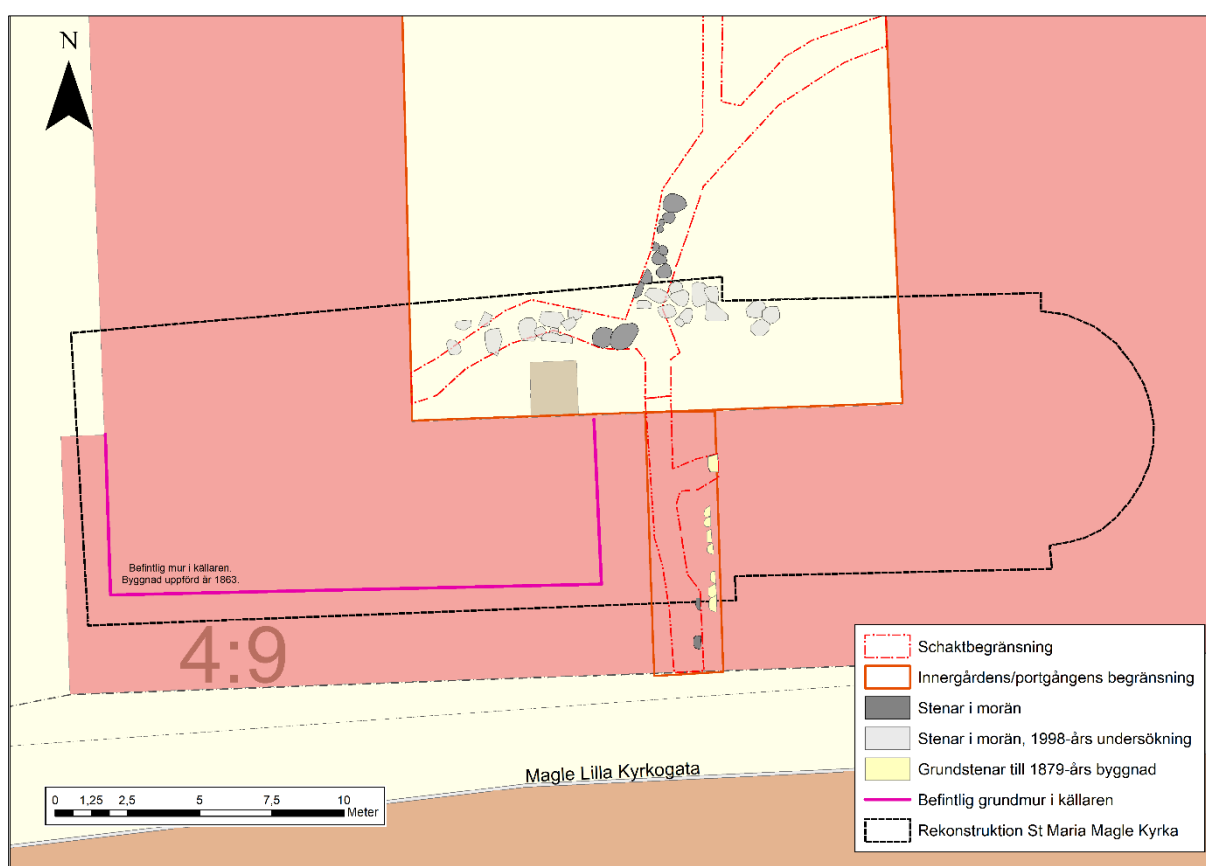 N
Befintlig mur i källaren.
Byggnad uppförd år 1863.
4:9
Magle Lilla Kyrkogata
0 1,25 2,5 5 7,5 10
Meter
Schaktbegränsning
Innergårdens/portgångens begränsning
Stenar i morän
Stenar i morän, 1998-års undersökning
Grundstenar till 1879-års byggnad
Befintlig grundmur i källaren
Rekonstruktion St Maria Magle Kyrka